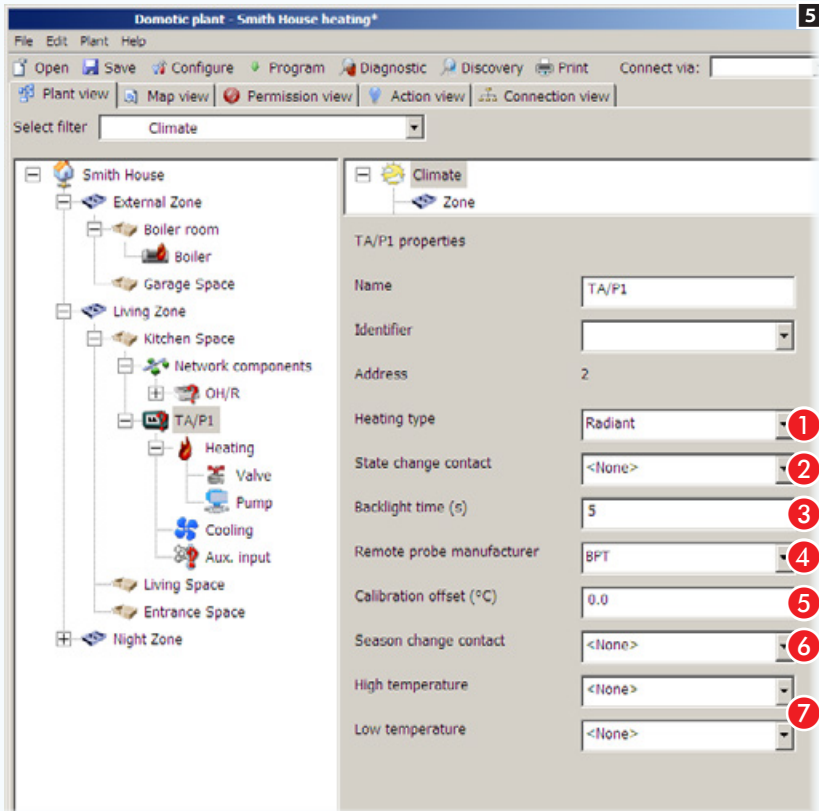 Domotic plant - Smith House heating*
5
File Edit Plant Help
Open Save Configure Program Diagnostic Discovery Print Connect via:
Plant view Map view Permission view Action view Connection view
Select filter Climate
Smith House
External Zone
Boiler room
Boiler
Garage Space
Living Zone
Kitchen Space
Network components
OH/R
TA/P1
Heating
Valve
Pump
Cooling
Aux. input
Living Space
Entrance Space
Night Zone
Climate
Zone
TA/P1 properties
Name TA/P1
Identifier
Address 2
Heating type Radiant 1
State change contact <None> 2
Backlight time (s) 5 3
Remote probe manufacturer BPT 4
Calibration offset (°C) 0.0 5
Season change contact <None> 6
High temperature <None>
7
Low temperature <None>